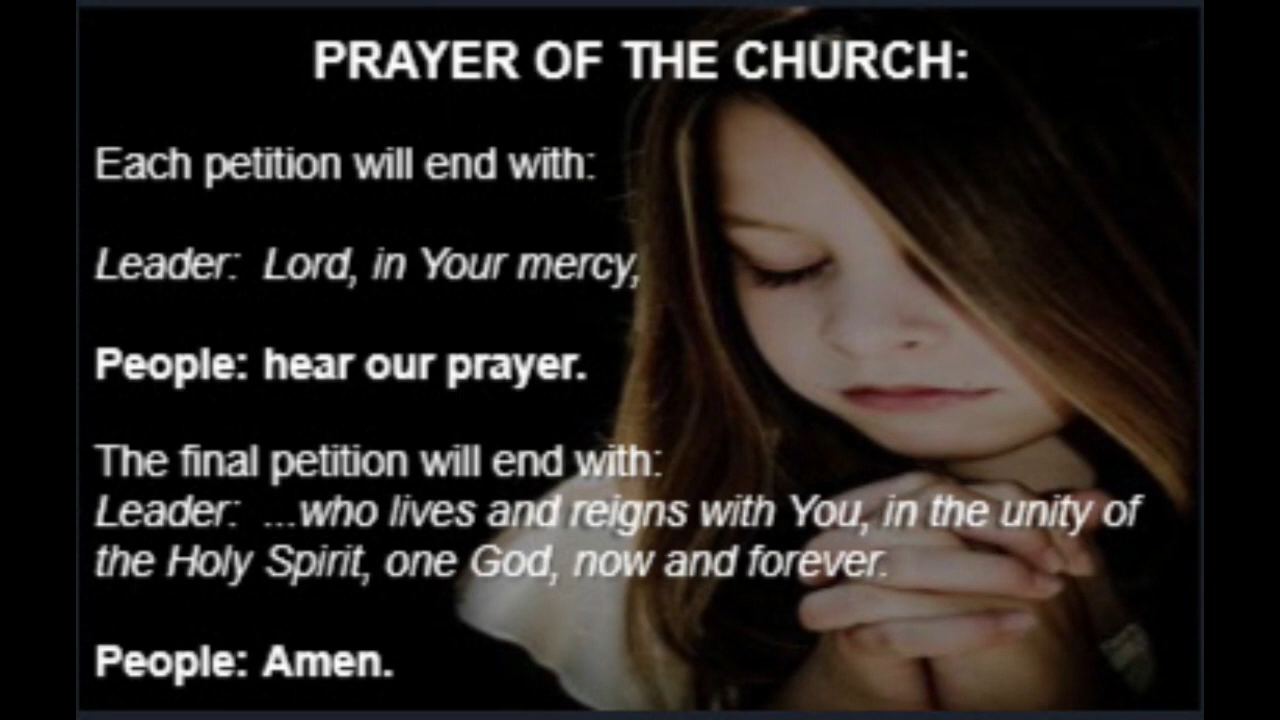 PRAYER OF THE CHURCH:
Each petition will end with:
Leader:  Lord, in Your mercy,
People: hear our prayer.
The final petition will end with:
Leader:  ...who lives and reigns with You, in the unity of
the Holy Spirit, one God, now and forever.
People: Amen.